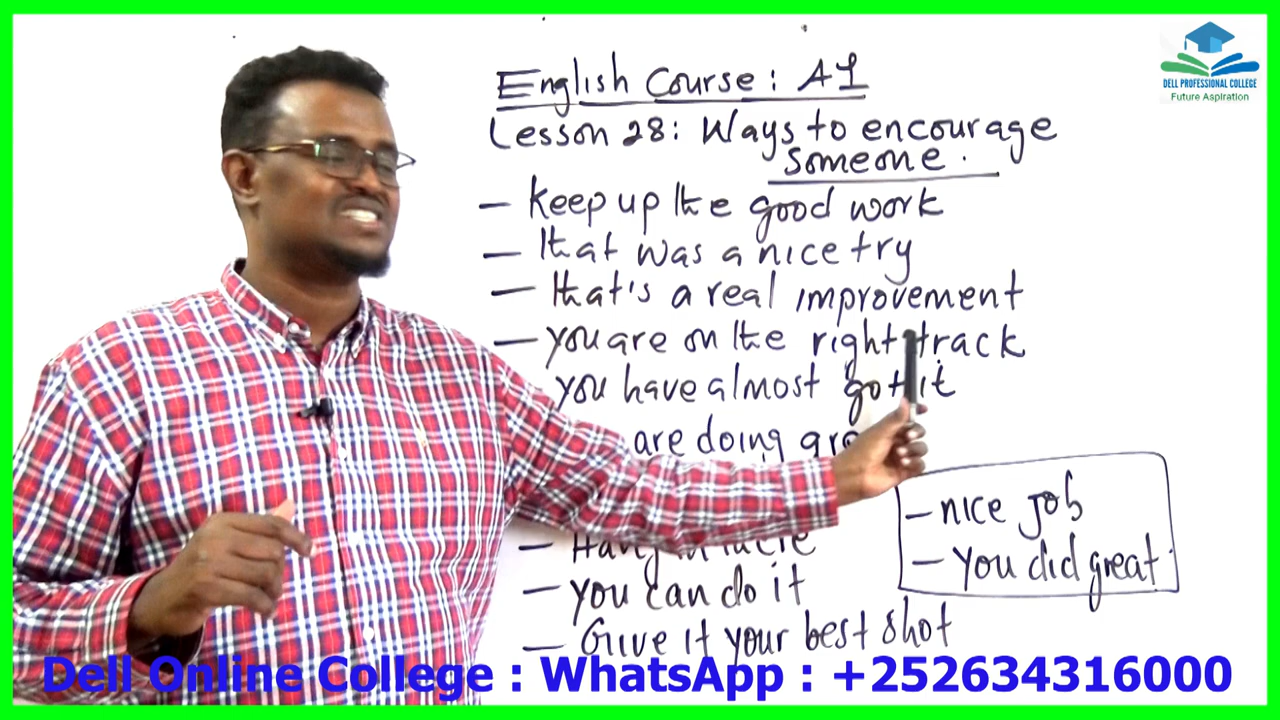 English Course: A1
Lesson 28: Ways to encourage
someone.
DELL PROFESSIONAL COLLEGE
Future Aspiration
- keep up the good work
- that was a nice try
- that's a real improvement
- you are on the right track
you have almost got it
are doing
- Hang in there
- you can do it
- Give it your best shot
- nice job
- you did great.
Dell Online College : WhatsApp : +252634316000